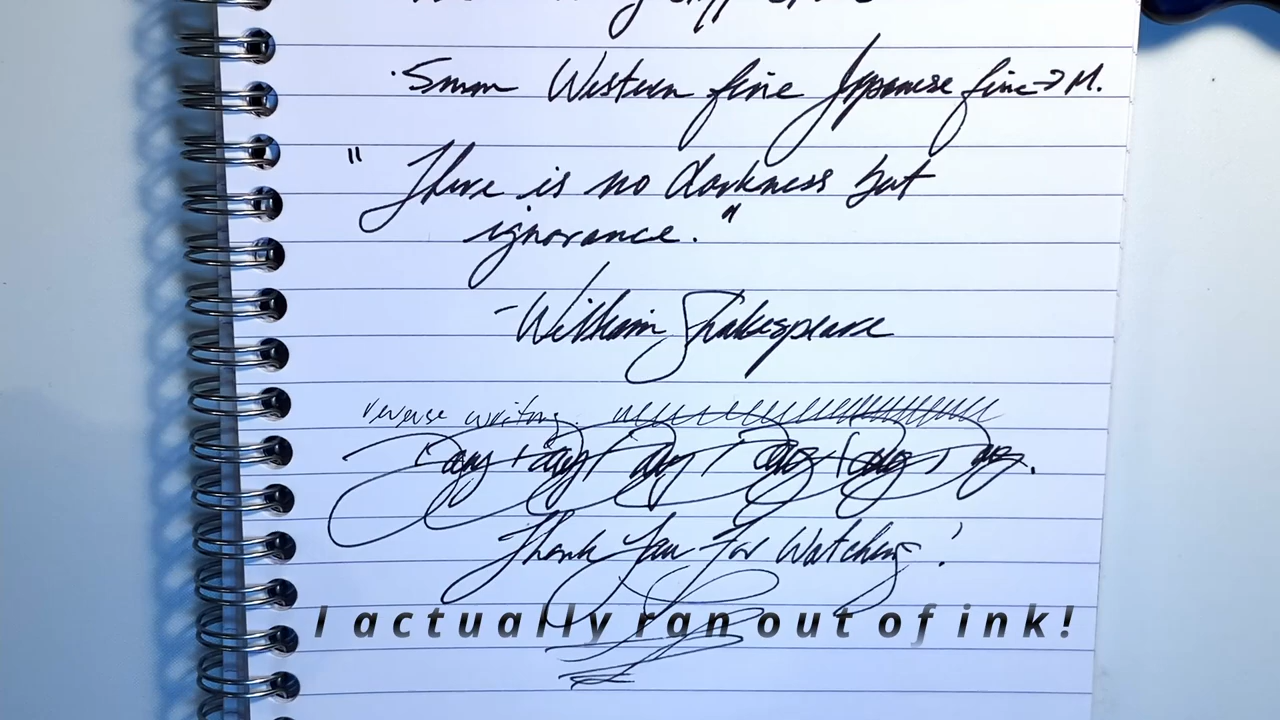 .5mm Western fine Japanese fine → M.
" There is no darkness but
ignorance."
- William Shakespeare
reverse writing.
Thank You For Watching!
I actually ran out of ink!